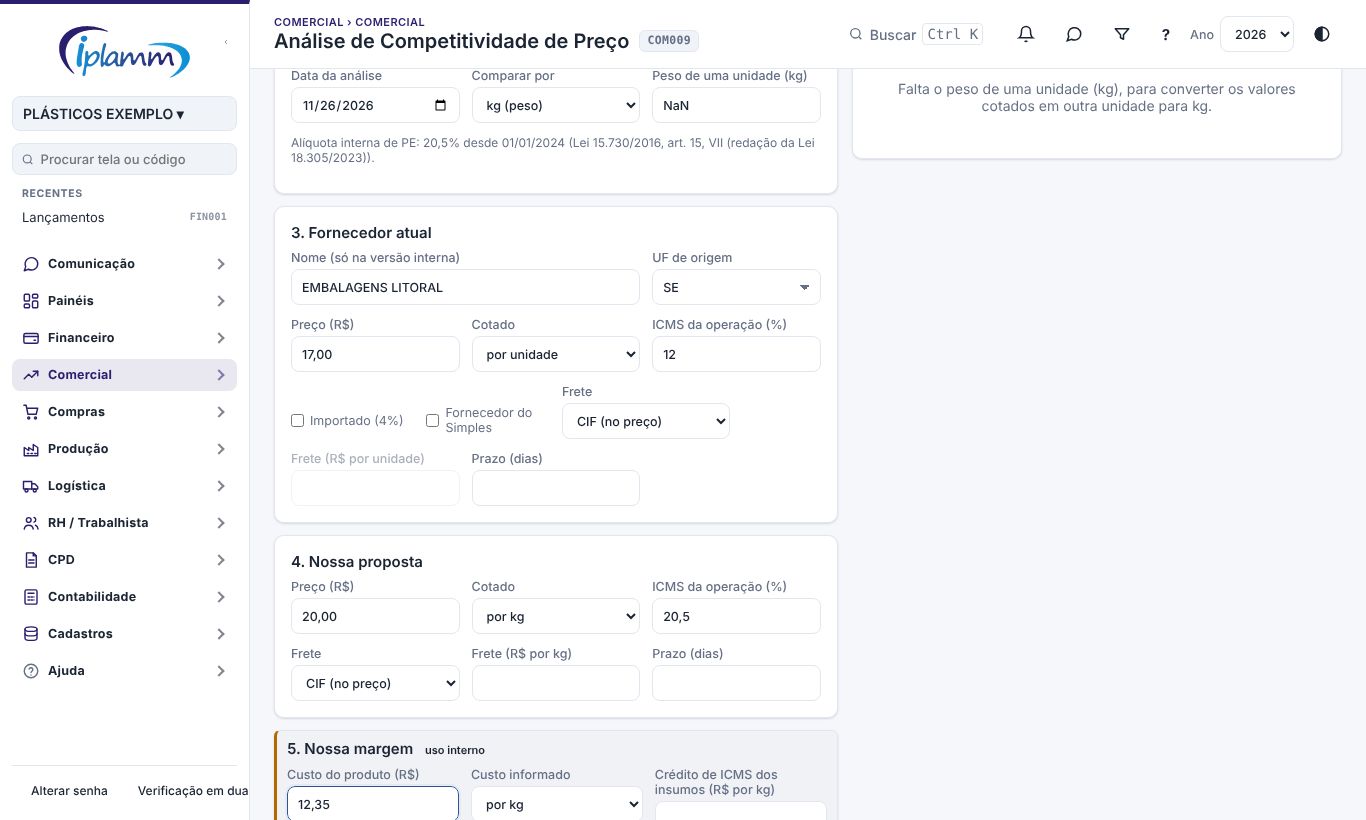 iplamm
‹
PLÁSTICOS EXEMPLO ▾
Procurar tela ou código
RECENTES
Lançamentos FIN001
Comunicação
Painéis
Financeiro
Comercial
Compras
Produção
Logística
RH / Trabalhista
CPD
Contabilidade
Cadastros
Ajuda
Alterar senha Verificação em dua
COMERCIAL › COMERCIAL
Análise de Competitividade de Preço COM009
Buscar Ctrl K ? Ano 2026
Data da análise Comparar por Peso de uma unidade (kg)
11/26/2026 kg (peso) NaN
Alíquota interna de PE: 20,5% desde 01/01/2024 (Lei 15.730/2016, art. 15, VII (redação da Lei
18.305/2023)).
Falta o peso de uma unidade (kg), para converter os valores
cotados em outra unidade para kg.
3. Fornecedor atual
Nome (só na versão interna) UF de origem
EMBALAGENS LITORAL SE
Preço (R$) Cotado ICMS da operação (%)
17,00 por unidade 12
Frete
Importado (4%) Fornecedor do
Simples
CIF (no preço)
Frete (R$ por unidade) Prazo (dias)
4. Nossa proposta
Preço (R$) Cotado ICMS da operação (%)
20,00 por kg 20,5
Frete Frete (R$ por kg) Prazo (dias)
CIF (no preço)
5. Nossa margem uso interno
Custo do produto (R$) Custo informado Crédito de ICMS dos
insumos (R$ por kg)
12,35 por kg